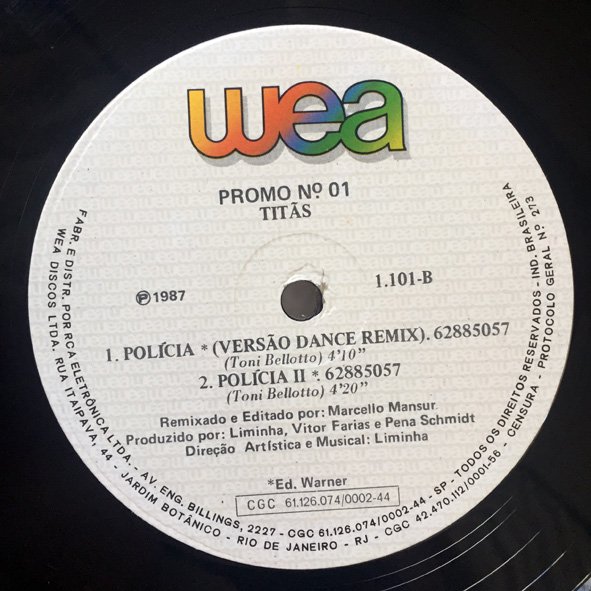 wea
PROMO Nº 01
TITÃS
℗1987
1.101-B
1. POLÍCIA * (VERSÃO DANCE REMIX). 62885057
(Toni Bellotto) 4'10"
2. POLÍCIA II *. 62885057
(Toni Bellotto) 4'20"
Remixado e Editado por: Marcello Mansur
Produzido por: Liminha, Vitor Farias e Pena Schmidt
Direção Artística e Musical: Liminha
*Ed. Warner
CGC 61.126.074/0002-44
FABR. E DISTR. POR RCA ELETRÔNICA LTDA. - AV. ENG. BILLINGS, 2227 - CGC 61.126.074/0002-44 - SP - TODOS OS DIREITOS RESERVADOS - IND. BRASILEIRA
WEA DISCOS LTDA. RUA ITAIPAVA, 44 - JARDIM BOTÂNICO - RIO DE JANEIRO - RJ - CGC 42.470.112/0001-56 - CENSURA - PROTOCOLO GERAL Nº 273